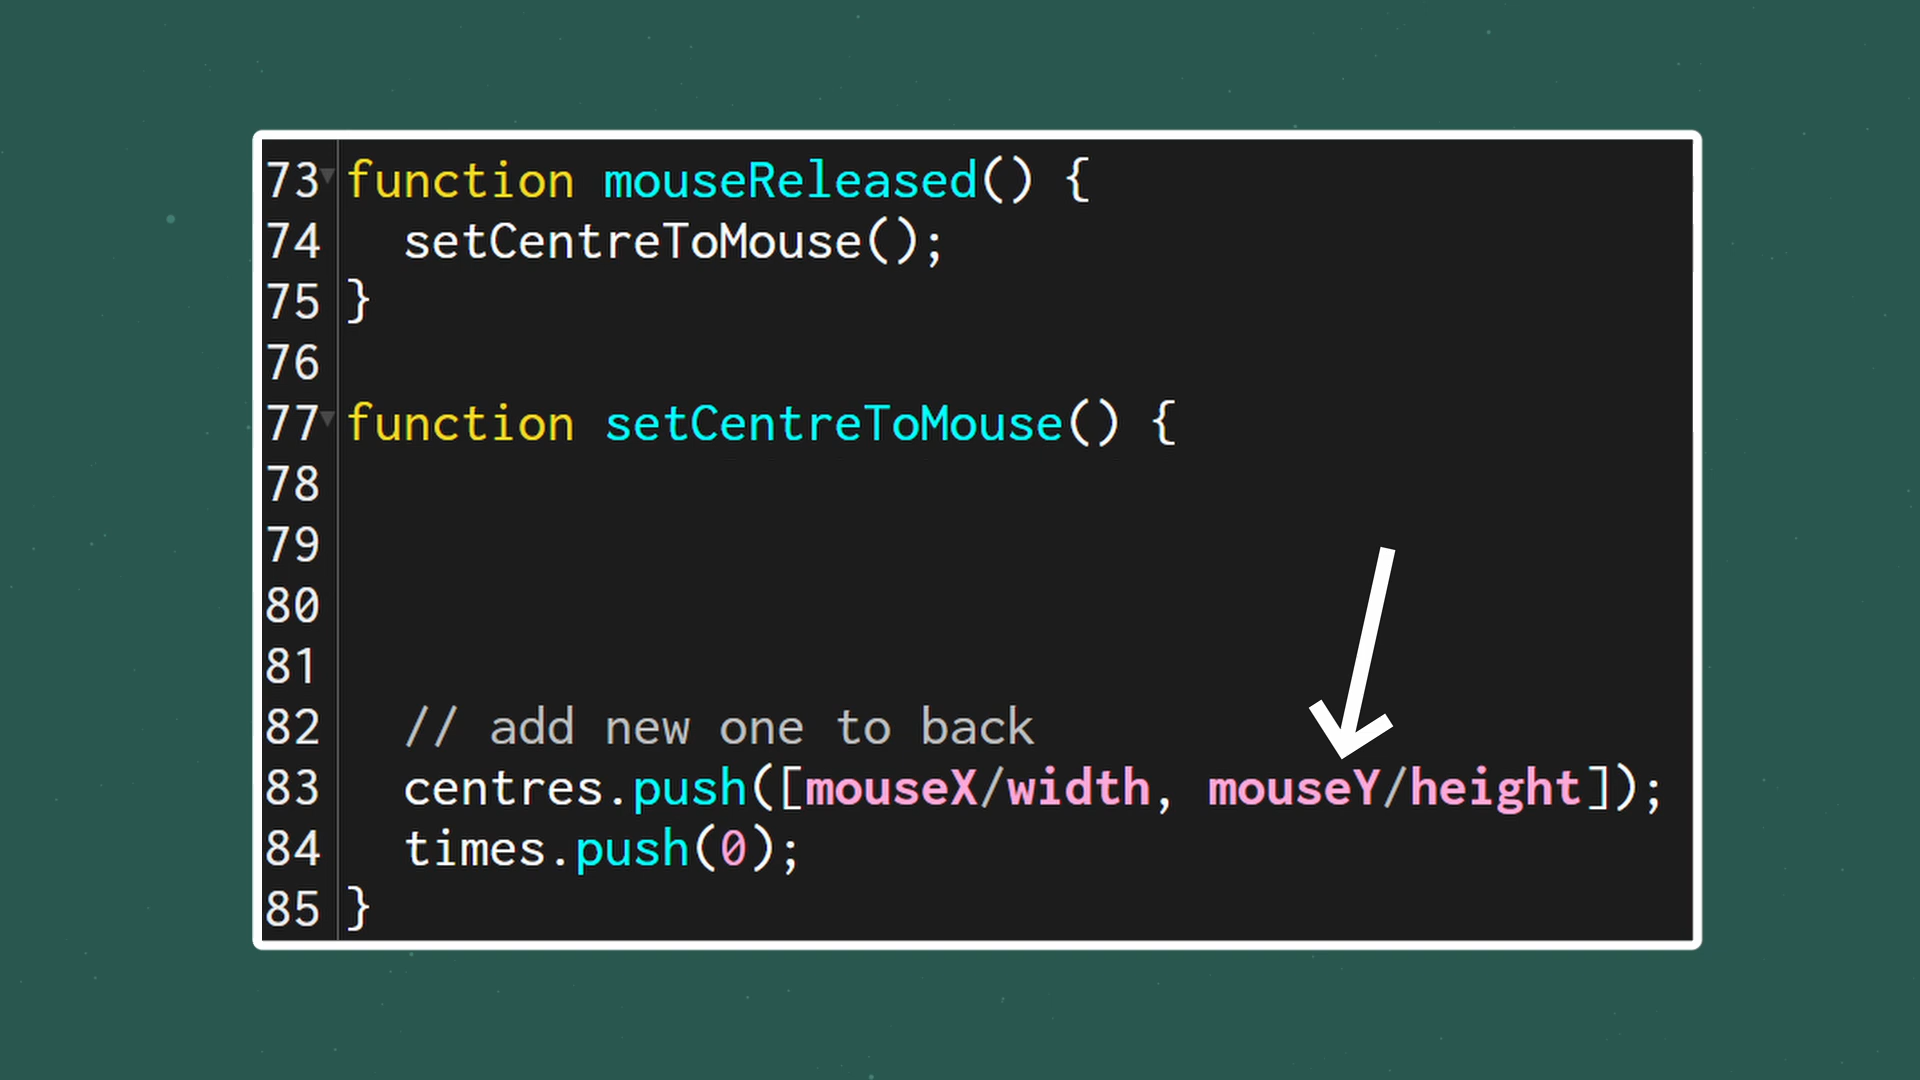 73 function mouseReleased() {
74   setCentreToMouse();
75 }
76
77 function setCentreToMouse() {
78
79
80
81
82   // add new one to back
83   centres.push([mouseX/width, mouseY/height]);
84   times.push(0);
85 }